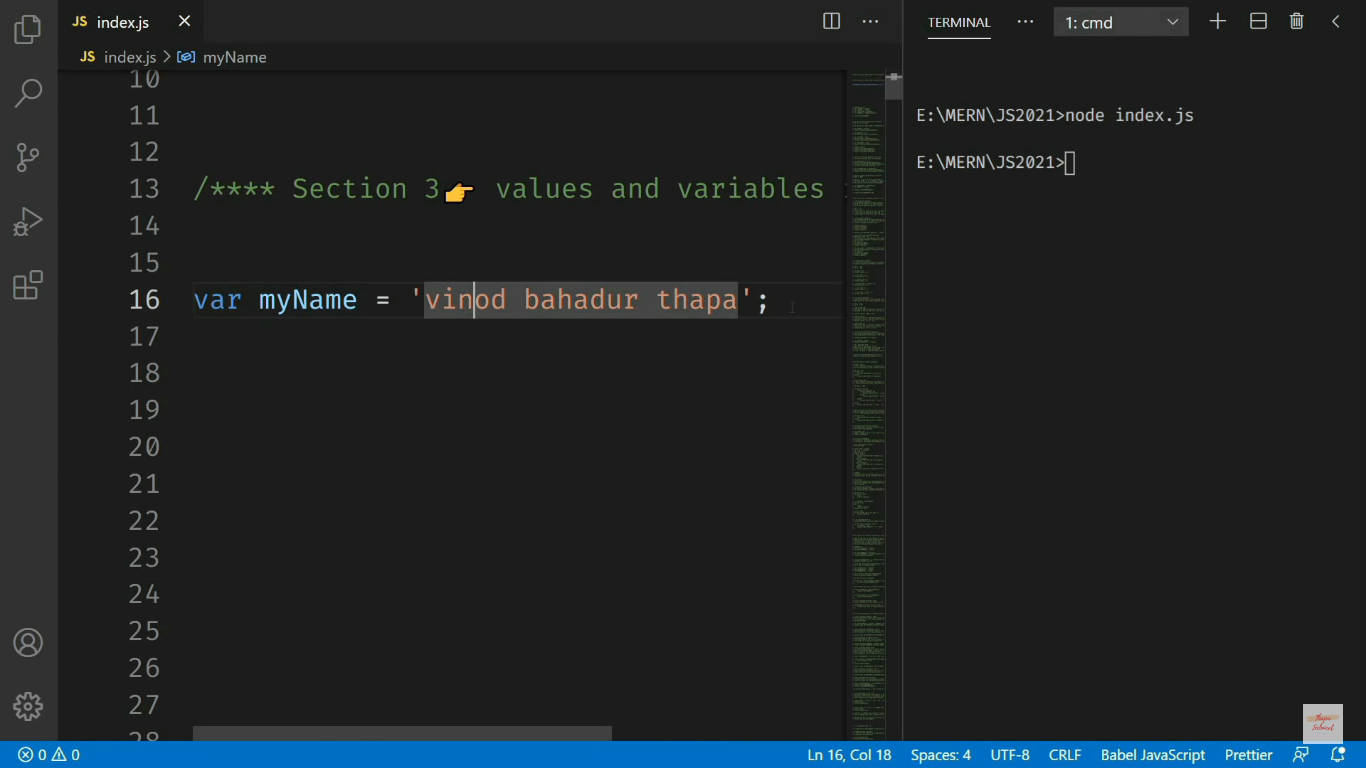 JS index.js
TERMINAL
1: cmd
JS index.js > myName
10
11
12
13 /**** Section 3👉 values and variables
14
15
16 var myName = 'vinod bahadur thapa';
17
18
19
20
21
22
23
24
25
26
27
28
E:\MERN\JS2021>node index.js
E:\MERN\JS2021>
Thapa
Technical
0 0
Ln 16, Col 18 Spaces: 4 UTF-8 CRLF Babel JavaScript Prettier